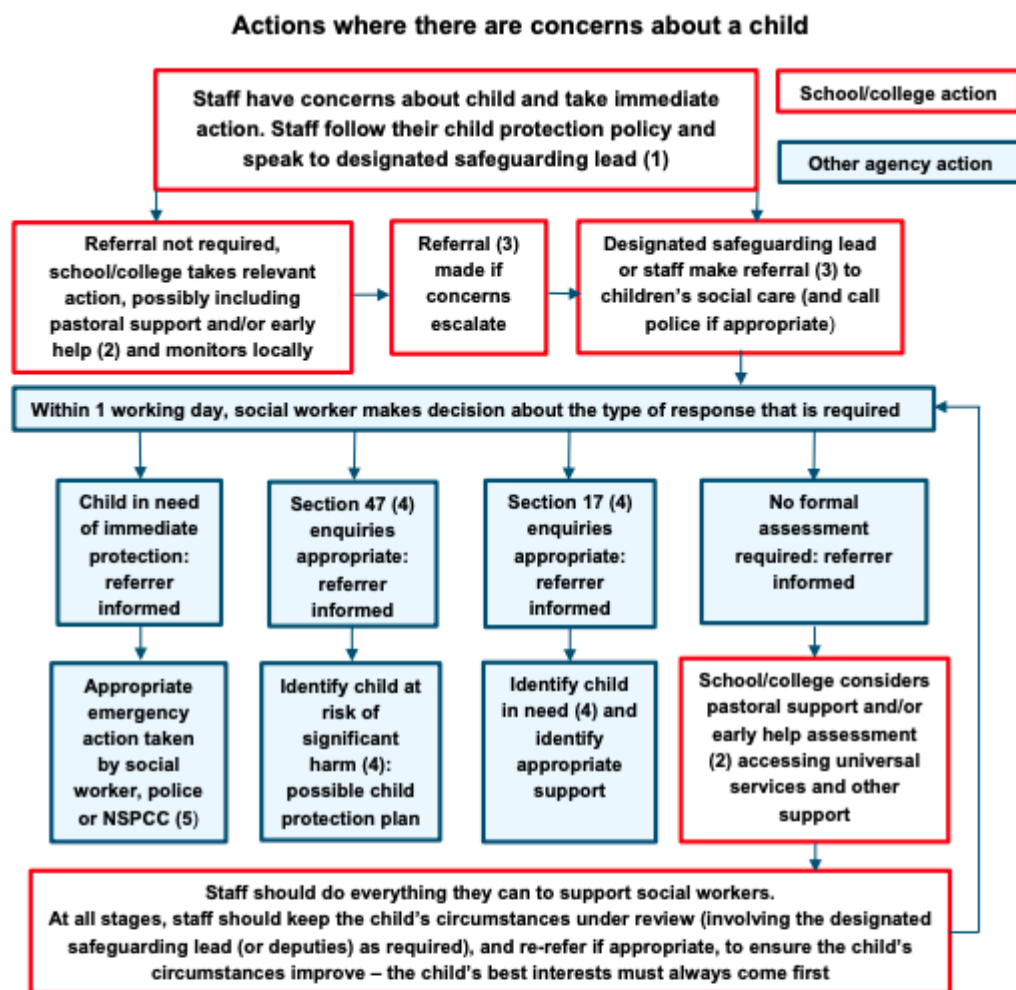 Actions where there are concerns about a child
Staff have concerns about child and take immediate
action. Staff follow their child protection policy and
speak to designated safeguarding lead (1)
School/college action
Other agency action
Referral not required,
school/college takes relevant
action, possibly including
pastoral support and/or early
help (2) and monitors locally
Referral (3)
made if
concerns
escalate
Designated safeguarding lead
or staff make referral (3) to
children's social care (and call
police if appropriate)
Within 1 working day, social worker makes decision about the type of response that is required
Child in need
of immediate
protection:
referrer
informed
Section 47 (4)
enquiries
appropriate:
referrer
informed
Section 17 (4)
enquiries
appropriate:
referrer
informed
No formal
assessment
required: referrer
informed
Appropriate
emergency
action taken
by social
worker, police
or NSPCC (5)
Identify child at
risk of
significant
harm (4):
possible child
protection plan
Identify child
in need (4) and
identify
appropriate
support
School/college considers
pastoral support and/or
early help assessment
(2) accessing universal
services and other
support
Staff should do everything they can to support social workers.
At all stages, staff should keep the child's circumstances under review (involving the designated
safeguarding lead (or deputies) as required), and re-refer if appropriate, to ensure the child's
circumstances improve – the child's best interests must always come first